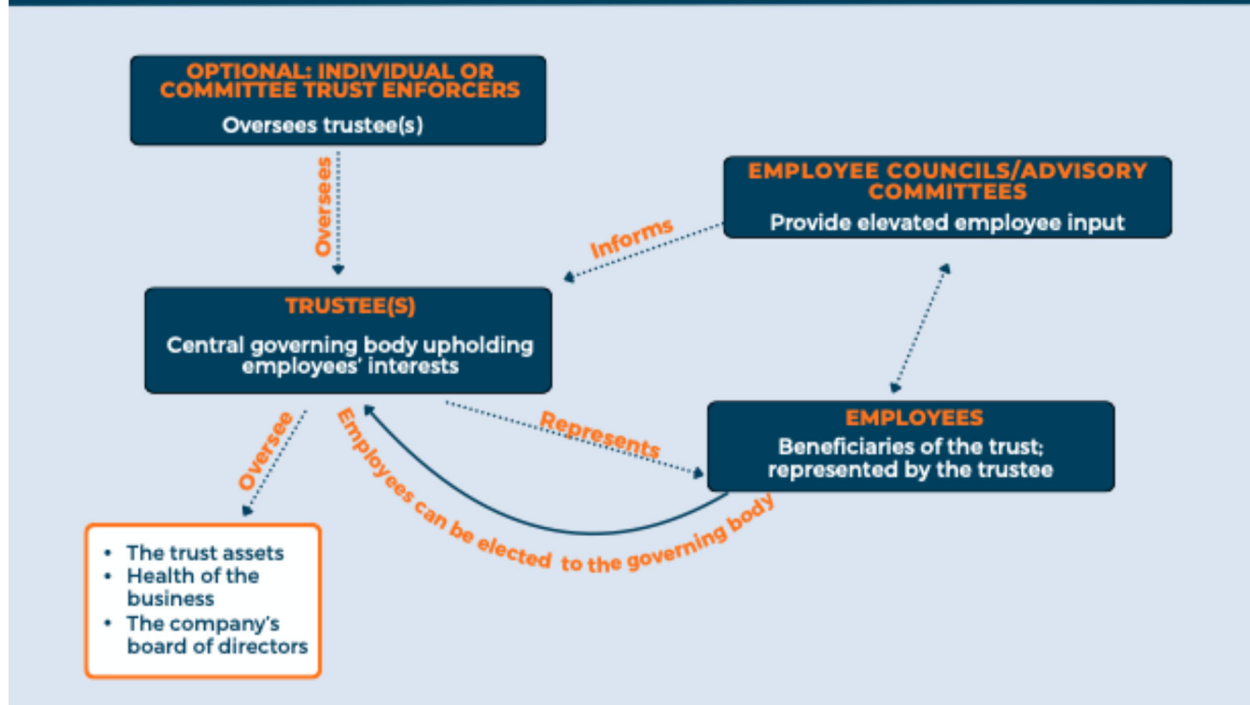 OPTIONAL: INDIVIDUAL OR
COMMITTEE TRUST ENFORCERS
Oversees trustee(s)
Oversees
EMPLOYEE COUNCILS/ADVISORY
COMMITTEES
Provide elevated employee input
Informs
TRUSTEE(S)
Central governing body upholding
employees' interests
Represents
EMPLOYEES
Beneficiaries of the trust;
represented by the trustee
Employees can be elected to the governing body
Oversee
• The trust assets
• Health of the
business
• The company's
board of directors